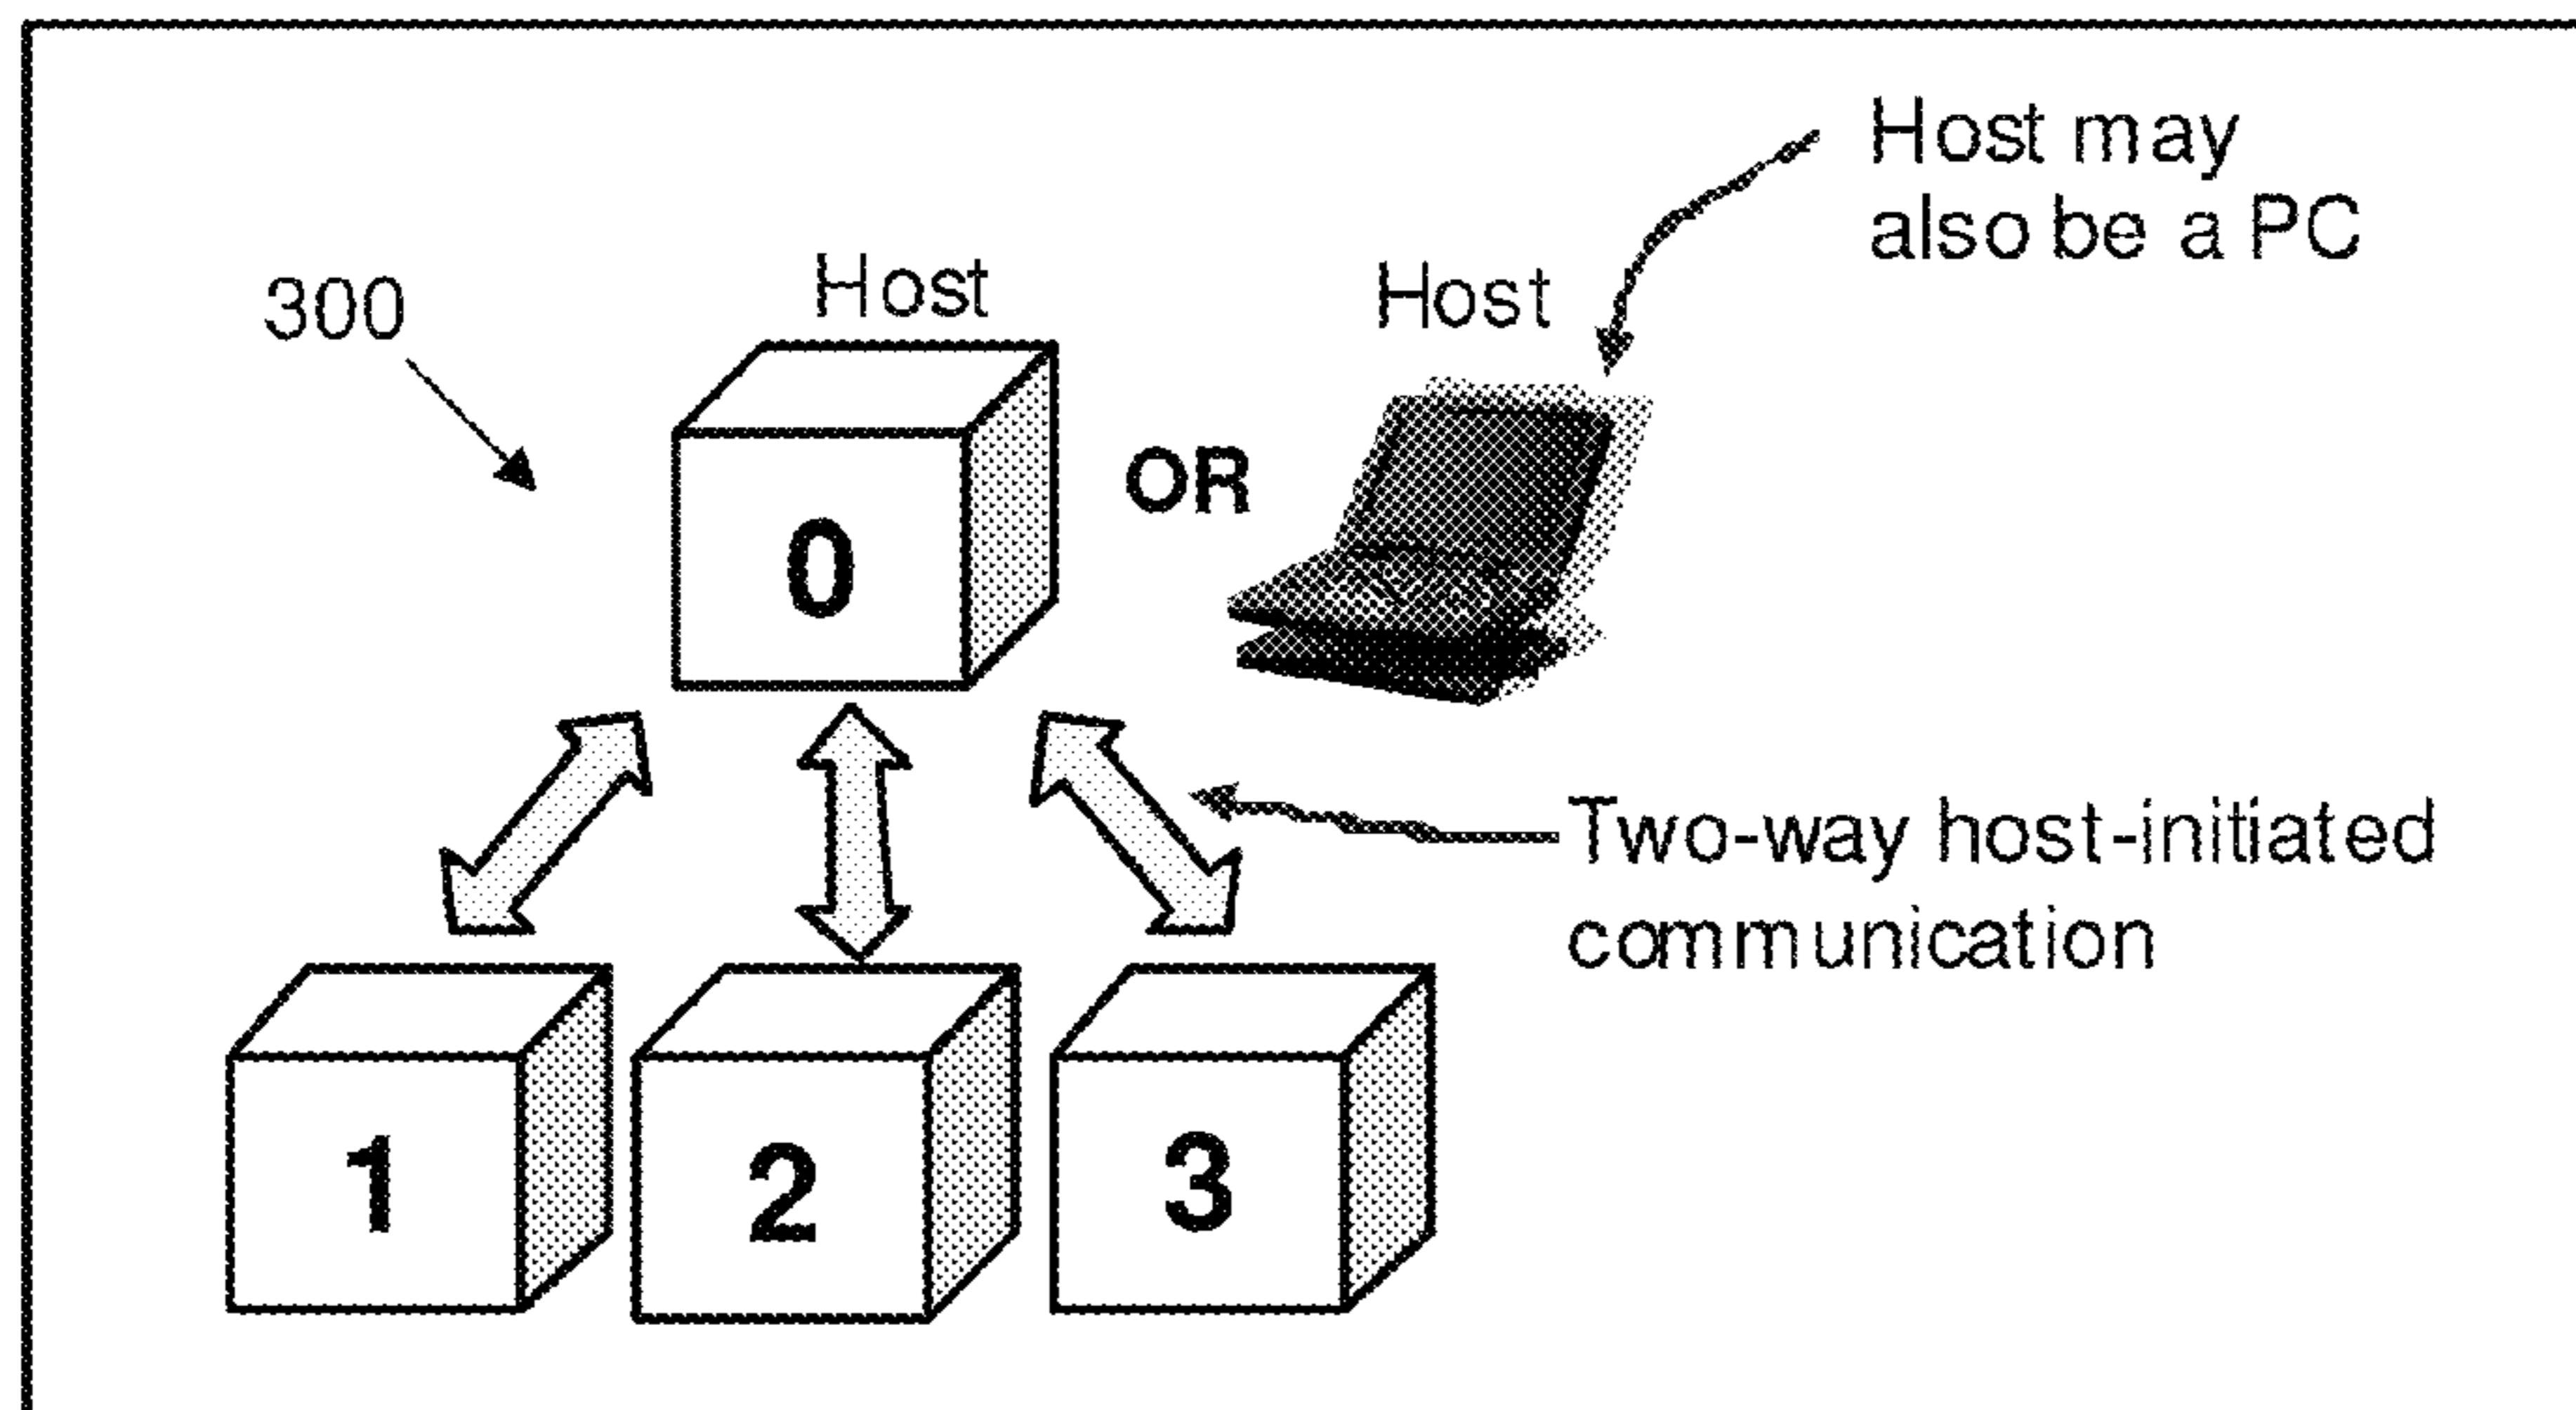 Host may
also be a PC
300
Host
Host
OR
0
Two-way host-initiated
communication
1
2
3